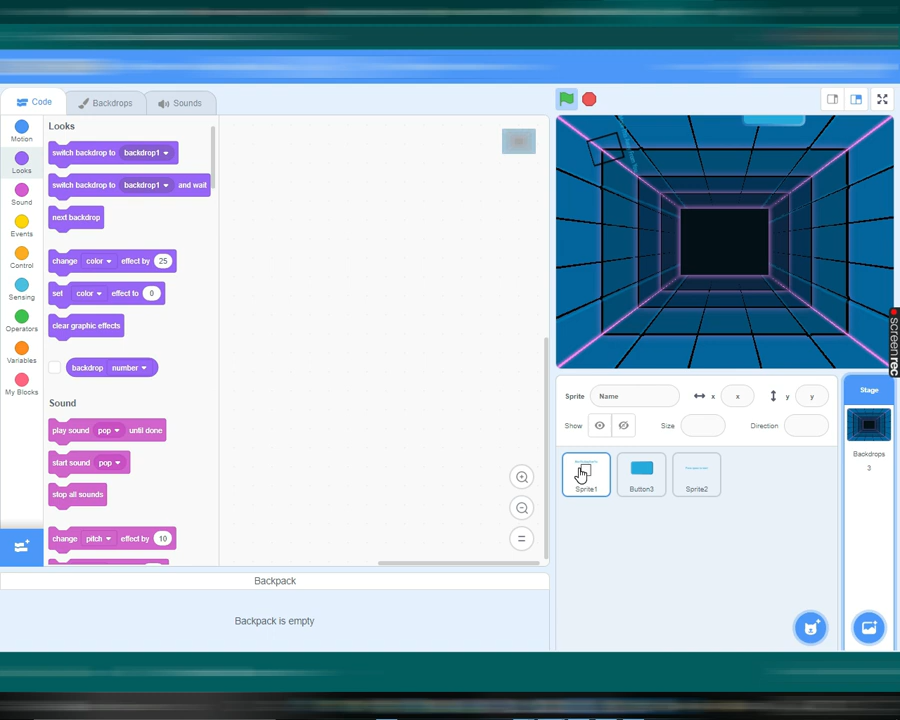 Code
Backdrops
Sounds
Motion
Looks
Sound
Events
Control
Sensing
Operators
Variables
My Blocks
Looks
switch backdrop to backdrop1
switch backdrop to backdrop1 and wait
next backdrop
change color effect by 25
set color effect to 0
clear graphic effects
backdrop number
Sound
play sound pop until done
start sound pop
stop all sounds
change pitch effect by 10
Backpack
Backpack is empty
Sprite Name x x y y
Show Size Direction
Sprite1
Button3
Sprite2
Stage
Backdrops
3
screenrec